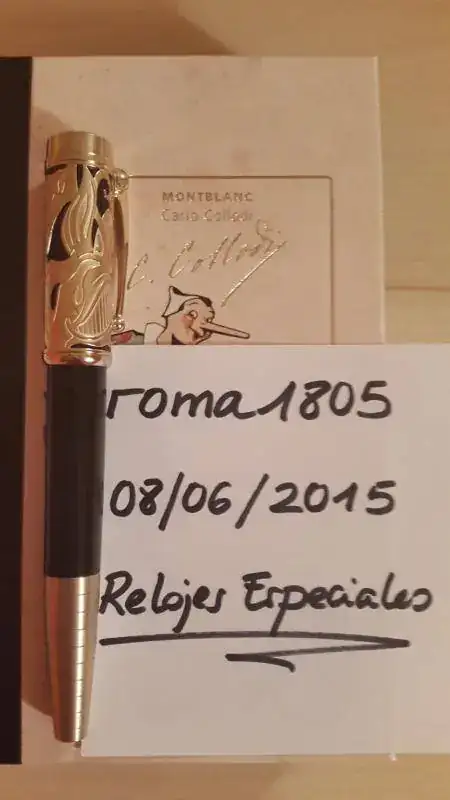 MONTBLANC
Carlo Collodi
C. Collodi
roma1805
08/06/2015
Relojes Especiales